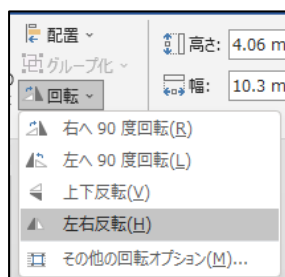 配置
グループ化
回転
高さ: 4.06 m
幅: 10.3 m
右へ 90 度回転(R)
左へ 90 度回転(L)
上下反転(V)
左右反転(H)
その他の回転オプション(M)...